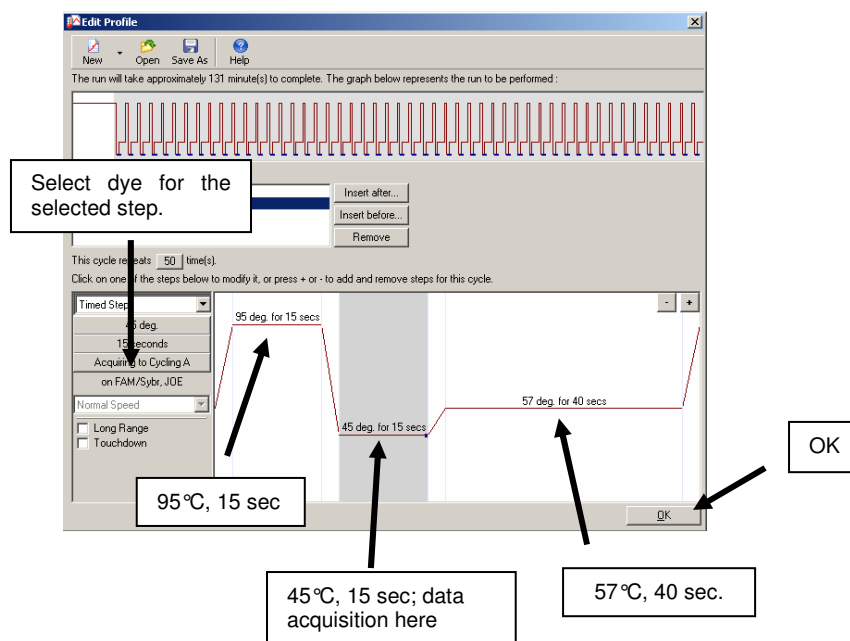 Edit Profile
New Open Save As Help
The run will take approximately 131 minute(s) to complete. The graph below represents the run to be performed :
Select dye for the
selected step.
Insert after...
Insert before...
Remove
This cycle repeats 50 time(s).
Click on one of the steps below to modify it, or press + or - to add and remove steps for this cycle.
Timed Step
- +
deg.
15 seconds
Acquiring to Cycling A
on FAM/Sybr, JOE
Normal Speed
Long Range
Touchdown
95 deg. for 15 secs
45 deg. for 15 secs
57 deg. for 40 secs
OK
OK
95°C, 15 sec
45°C, 15 sec; data
acquisition here
57°C, 40 sec.